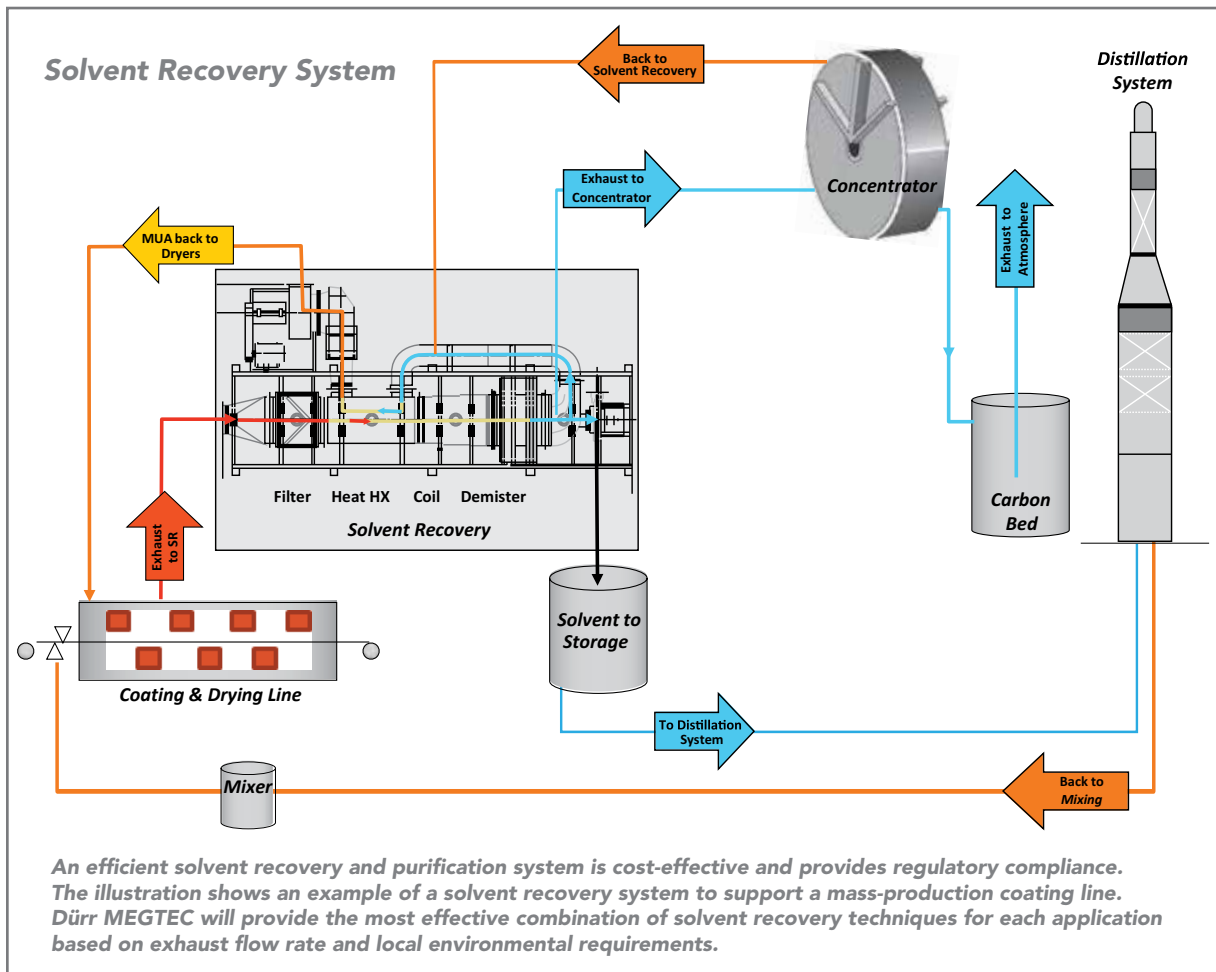 Solvent Recovery System
Back to
Solvent Recovery
Distillation
System
Exhaust to
Concentrator
Concentrator
Exhaust to
Atmosphere
MUA back to
Dryers
Filter Heat HX Coil Demister
Solvent Recovery
Exhaust
to SR
Carbon
Bed
Solvent to
Storage
Coating & Drying Line
To Distillation
System
Mixer
Back to
Mixing
An efficient solvent recovery and purification system is cost-effective and provides regulatory compliance.
The illustration shows an example of a solvent recovery system to support a mass-production coating line.
Dürr MEGTEC will provide the most effective combination of solvent recovery techniques for each application
based on exhaust flow rate and local environmental requirements.